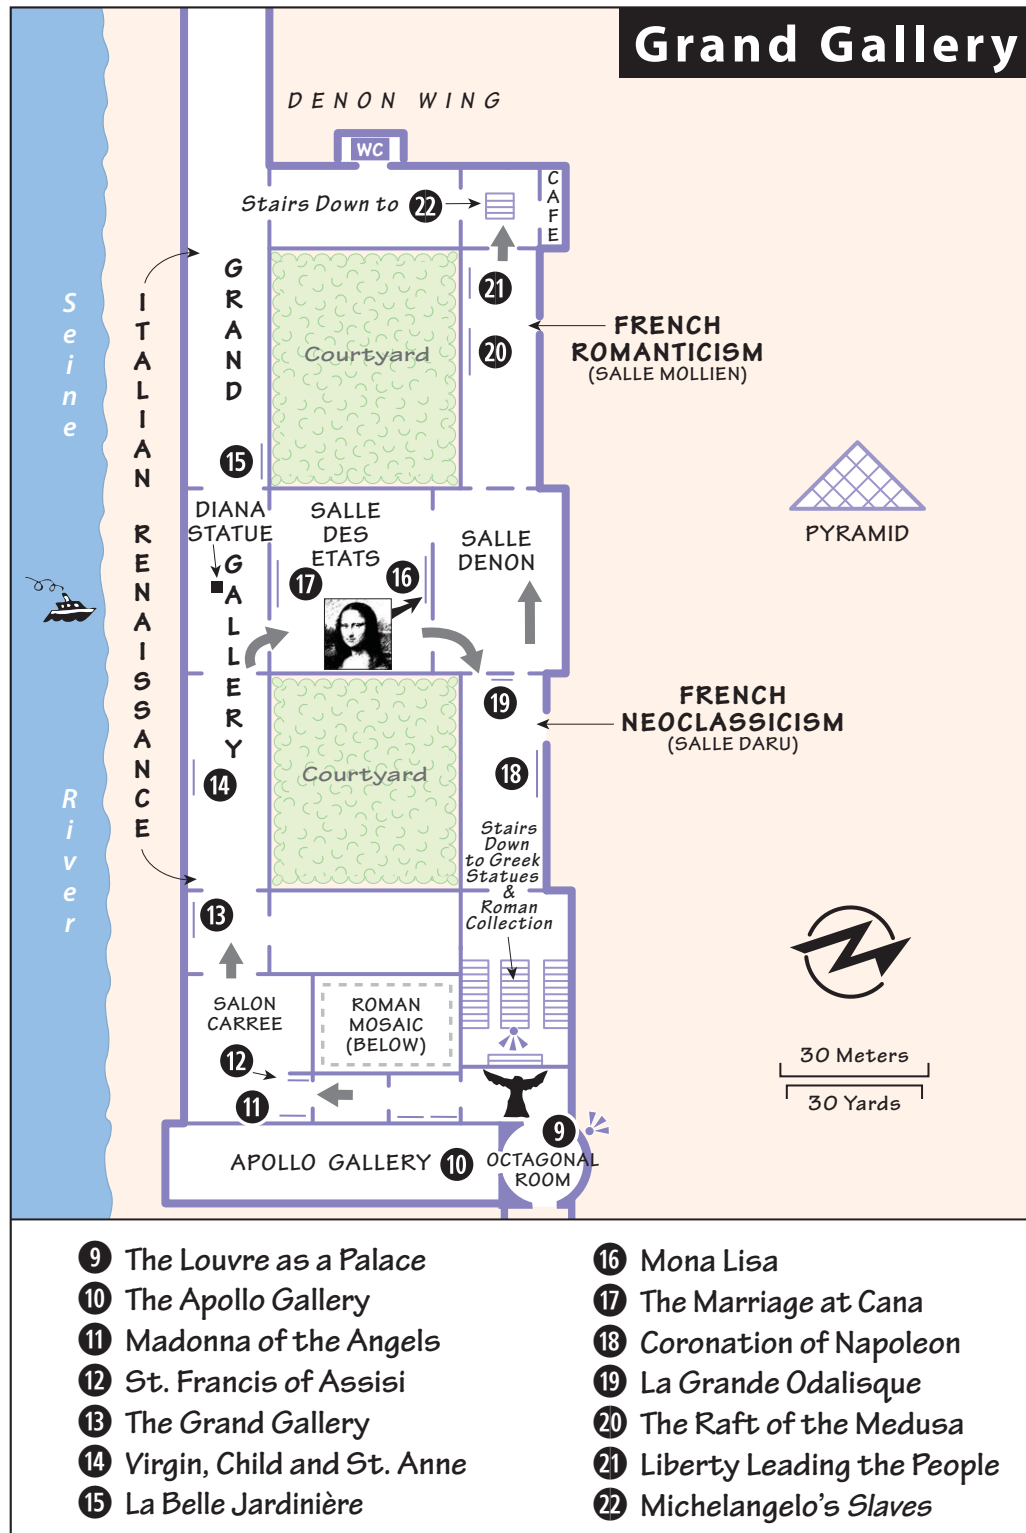 Grand Gallery
DENON WING
WC
CAFE
Stairs Down to 22
GRAND
GALLERY
ITALIAN RENAISSANCE
Seine
River
21
Courtyard
20
FRENCH
ROMANTICISM
(SALLE MOLLIEN)
15
DIANA
STATUE
SALLE
DES
ETATS
SALLE
DENON
PYRAMID
17
16
19
FRENCH
NEOCLASSICISM
(SALLE DARU)
Courtyard
18
14
Stairs
Down
to Greek
Statues
&
Roman
Collection
13
SALON
CARREE
ROMAN
MOSAIC
(BELOW)
12
11
30 Meters
30 Yards
9
APOLLO GALLERY 10
OCTAGONAL
ROOM
9 The Louvre as a Palace
10 The Apollo Gallery
11 Madonna of the Angels
12 St. Francis of Assisi
13 The Grand Gallery
14 Virgin, Child and St. Anne
15 La Belle Jardinière
16 Mona Lisa
17 The Marriage at Cana
18 Coronation of Napoleon
19 La Grande Odalisque
20 The Raft of the Medusa
21 Liberty Leading the People
22 Michelangelo's Slaves